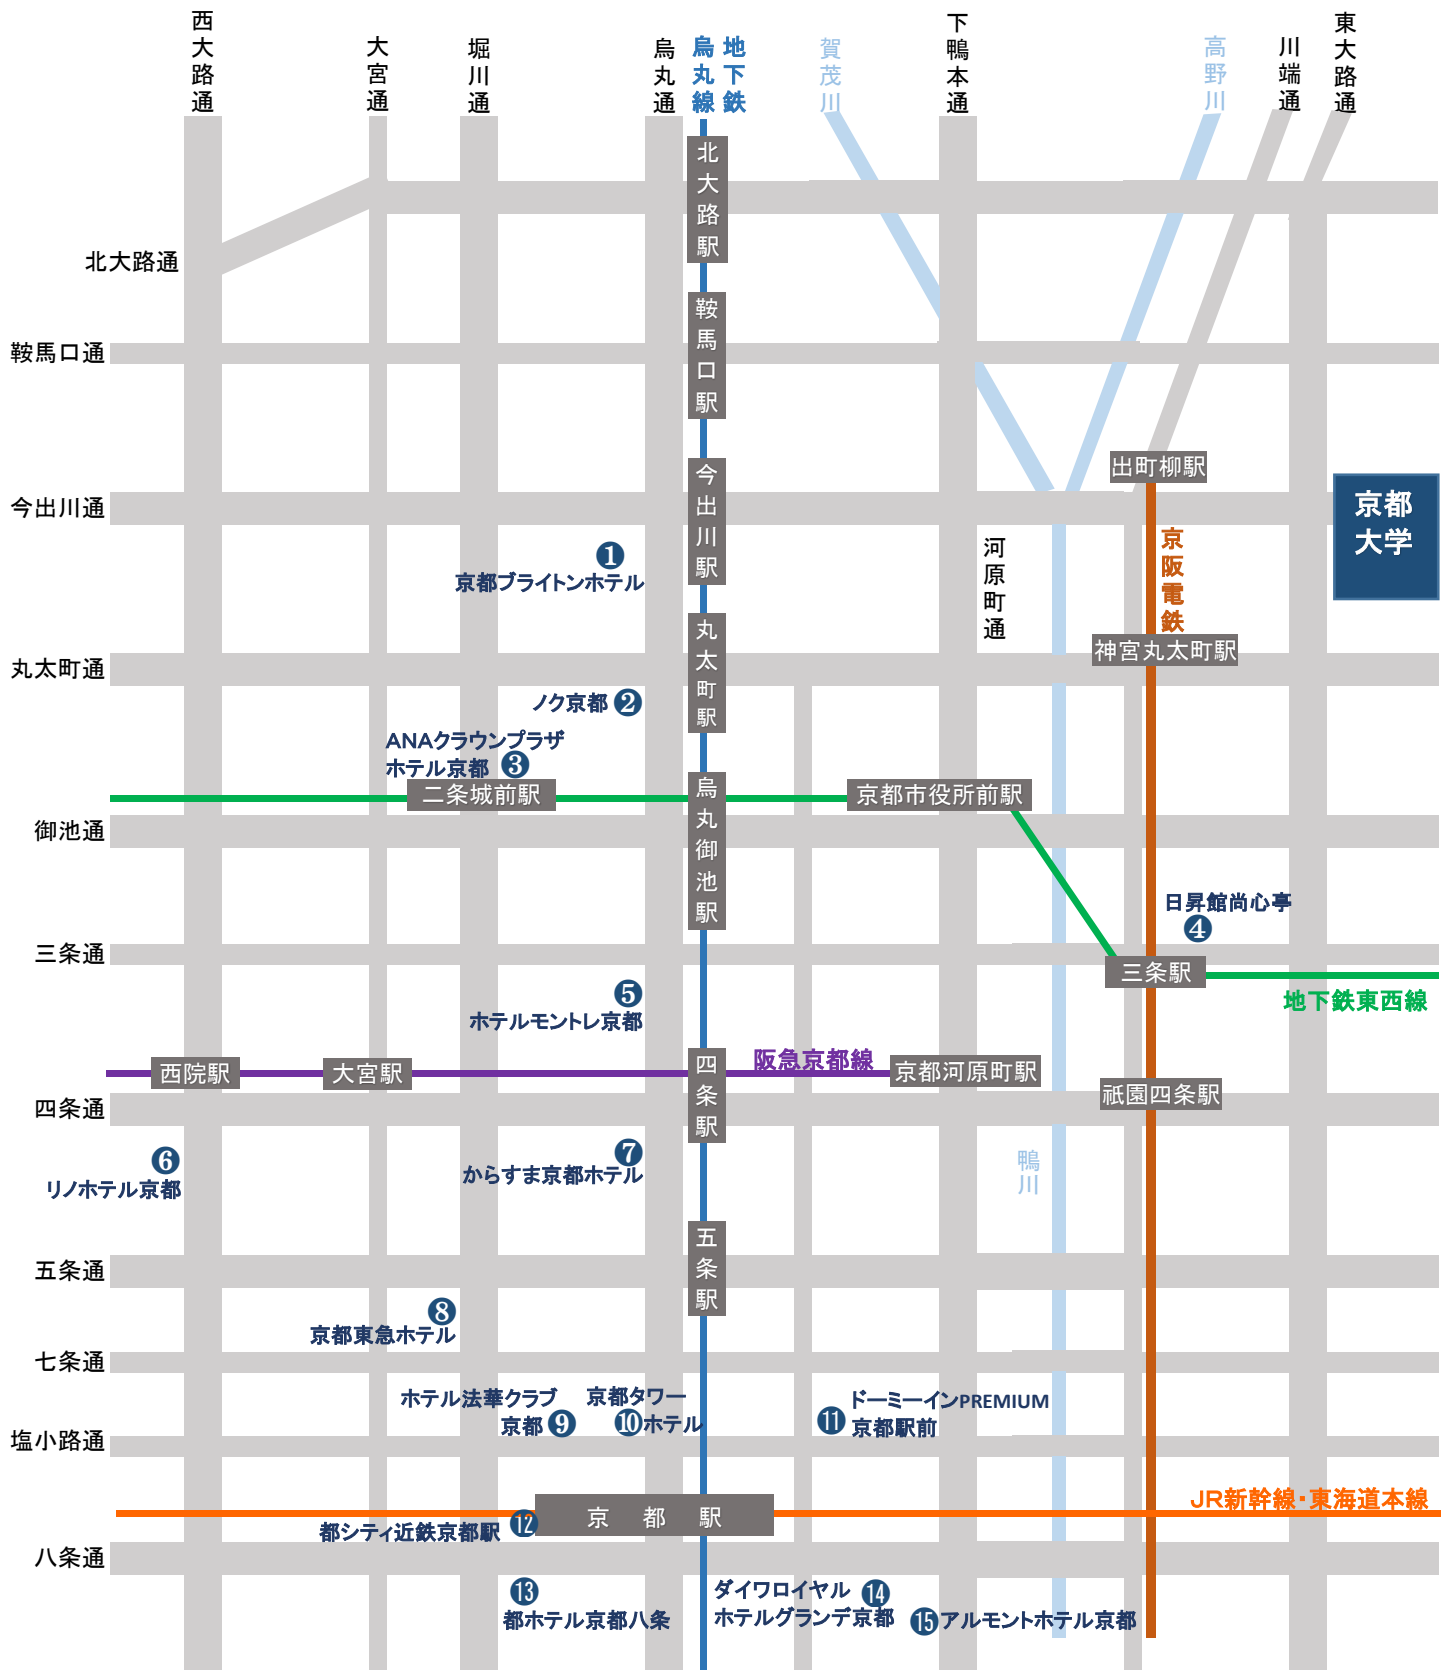 西大路通
大宮通
堀川通
烏丸通
地下鉄
烏丸線
賀茂川
下鴨本通
高野川
川端通
東大路通
北大路駅
北大路通
鞍馬口駅
鞍馬口通
今出川駅
出町柳駅
今出川通
京都
大学
京阪電鉄
河原町通
❶
京都ブライトンホテル
丸太町駅
神宮丸太町駅
丸太町通
ノク京都 ❷
ANAクラウンプラザ
ホテル京都 ❸
二条城前駅
烏丸御池駅
京都市役所前駅
御池通
日昇館尚心亭
❹
三条通
三条駅
地下鉄東西線
❺
ホテルモントレ京都
四条駅
阪急京都線
西院駅
大宮駅
京都河原町駅
祇園四条駅
四条通
❻
リノホテル京都
❼
からすま京都ホテル
鴨川
五条駅
五条通
❽
京都東急ホテル
七条通
ホテル法華クラブ
京都 ❾
京都タワー
❿ ホテル
⓫ ドーミーインPREMIUM
京都駅前
塩小路通
JR新幹線・東海道本線
京都駅
都シティ近鉄京都駅 ⓬
八条通
⓭
都ホテル京都八条
ダイワロイヤル ⓮
ホテルグランデ京都
⓯ アルモントホテル京都